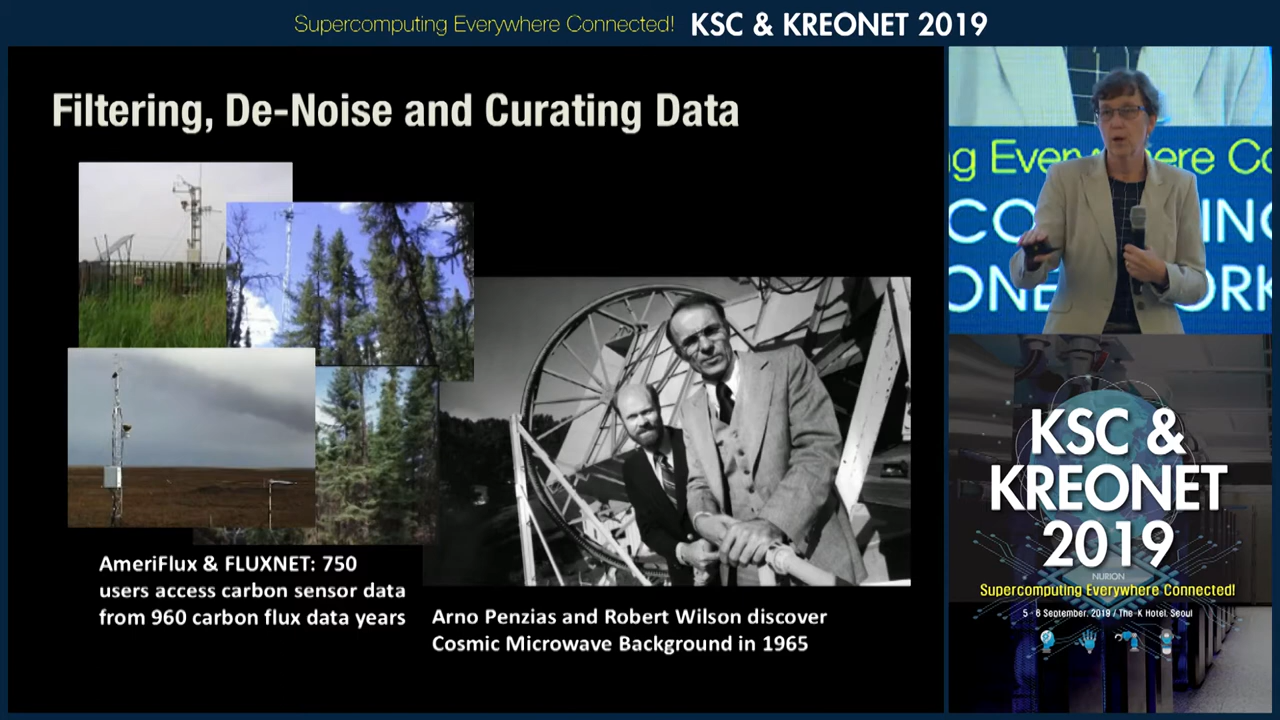 Supercomputing Everywhere Connected! KSC & KREONET 2019
Filtering, De-Noise and Curating Data
AmeriFlux & FLUXNET: 750
users access carbon sensor data
from 960 carbon flux data years
Arno Penzias and Robert Wilson discover
Cosmic Microwave Background in 1965
KSC &
KREONET
2019
NURION
Supercomputing Everywhere Connected!
5 - 6 September, 2019 / The-K Hotel, Seoul